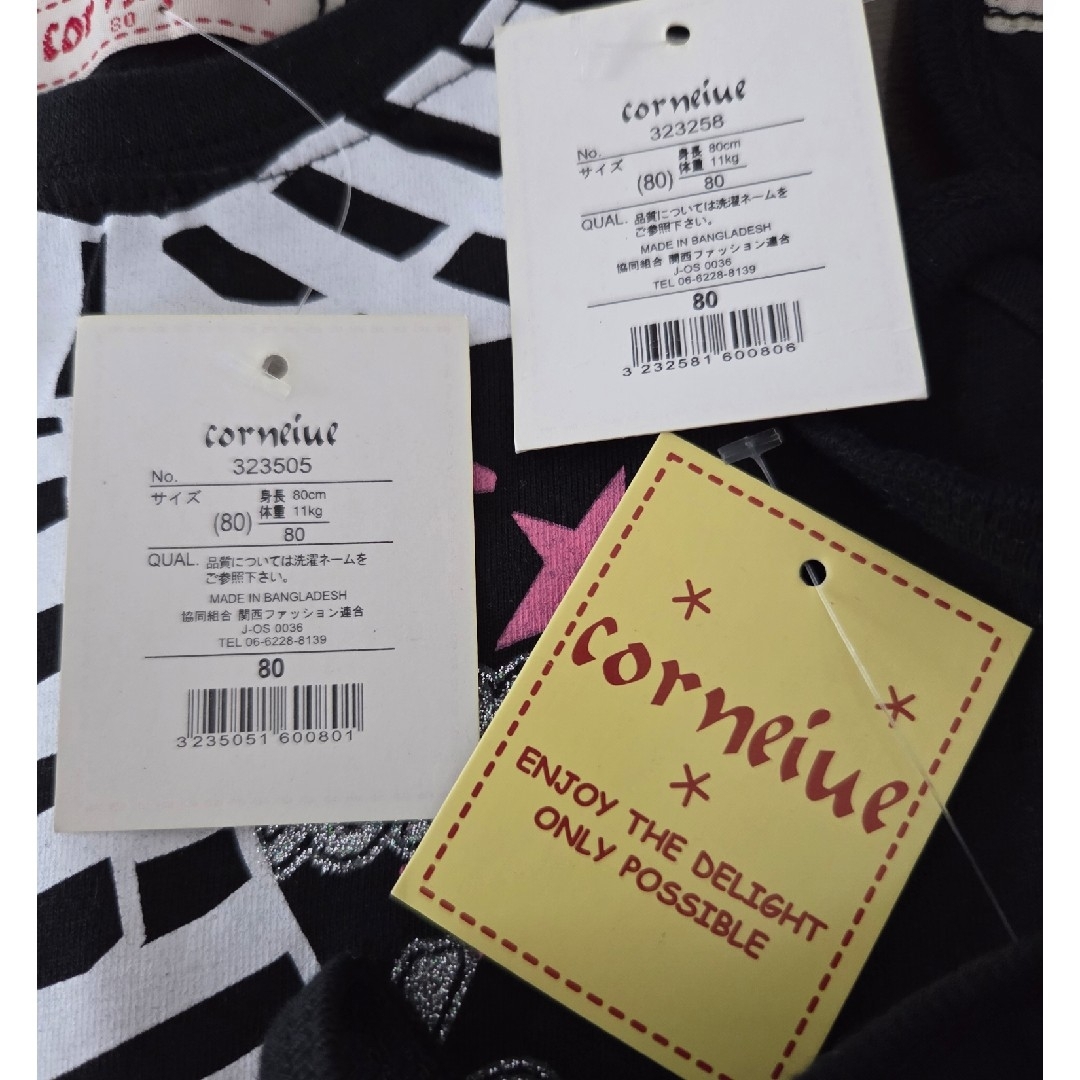 80
corneiue
No. 323258
サイズ (80) 身長 80cm
体重 11kg
80
QUAL. 品質については洗濯ネームを
ご参照下さい。
MADE IN BANGLADESH
協同組合 関西ファッション連合
J-OS 0036
TEL 06-6228-8139
80
3 232581 600806
corneiue
No. 323505
サイズ (80) 身長 80cm
体重 11kg
80
QUAL. 品質については洗濯ネームを
ご参照下さい。
MADE IN BANGLADESH
協同組合 関西ファッション連合
J-OS 0036
TEL 06-6228-8139
80
3 235051 600801
corneiue
ENJOY THE DELIGHT
ONLY POSSIBLE